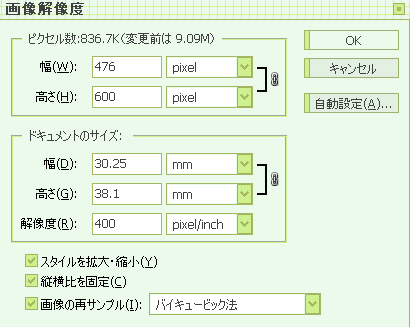 画像解像度
ピクセル数:836.7K(変更前は 9.09M)
幅(W): 476 pixel
高さ(H): 600 pixel
OK
キャンセル
自動設定(A)...
ドキュメントのサイズ:
幅(D): 30.25 mm
高さ(G): 38.1 mm
解像度(R): 400 pixel/inch
スタイルを拡大・縮小(Y)
縦横比を固定(C)
画像の再サンプル(I): バイキュービック法